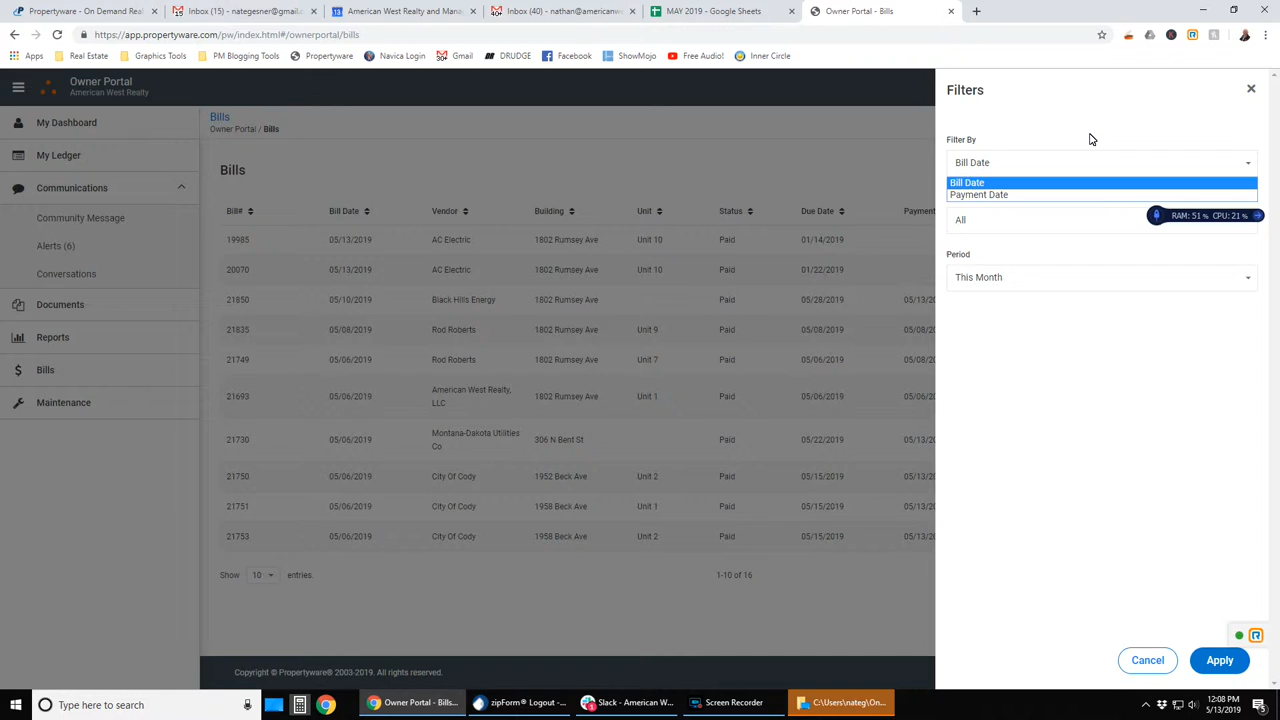 Propertyware - On Demand Real
Inbox (15) - nategesner@gmail.c
American West Realty and Mana
Inbox (40) - nathan@americanw
MAY 2019 - Google Sheets
Owner Portal - Bills
https://app.propertyware.com/pw/index.html#/ownerportal/bills
Apps
Real Estate
Graphics Tools
PM Blogging Tools
Propertyware
Navica Login
Gmail
DRUDGE
Facebook
ShowMojo
Free Audio!
Inner Circle
Owner Portal
American West Realty
My Dashboard
My Ledger
Communications
Community Message
Alerts (6)
Conversations
Documents
Reports
Bills
Maintenance
Bills
Owner Portal / Bills
Bills
Bill# Bill Date Vendor Building Unit Status Due Date Payment
19985 05/13/2019 AC Electric 1802 Rumsey Ave Unit 10 Paid 01/14/2019
20070 05/13/2019 AC Electric 1802 Rumsey Ave Unit 10 Paid 01/22/2019
21850 05/10/2019 Black Hills Energy 1802 Rumsey Ave Paid 05/28/2019 05/13/20
21835 05/08/2019 Rod Roberts 1802 Rumsey Ave Unit 9 Paid 05/08/2019 05/08/20
21749 05/06/2019 Rod Roberts 1802 Rumsey Ave Unit 7 Paid 05/06/2019 05/08/20
21693 05/06/2019 American West Realty, 1802 Rumsey Ave Unit 1 Paid 05/06/2019 05/06/20
LLC
21730 05/06/2019 Montana-Dakota Utilities 306 N Bent St Paid 05/22/2019 05/13/20
Co
21750 05/06/2019 City Of Cody 1952 Beck Ave Unit 2 Paid 05/15/2019 05/13/20
21751 05/06/2019 City Of Cody 1958 Beck Ave Unit 1 Paid 05/15/2019 05/13/20
21753 05/06/2019 City Of Cody 1958 Beck Ave Unit 2 Paid 05/15/2019 05/13/20
Show 10 entries
1-10 of 16
Copyright © Propertyware® 2003-2019. All rights reserved.
Filters
Filter By
Bill Date
Bill Date
Payment Date
RAM: 51 % CPU: 21 %
All
Period
This Month
Cancel
Apply
Type here to search
Owner Portal - Bills...
zipForm® Logout -...
Slack - American W...
Screen Recorder
C:\Users\nateg\On...
12:08 PM
5/13/2019
5